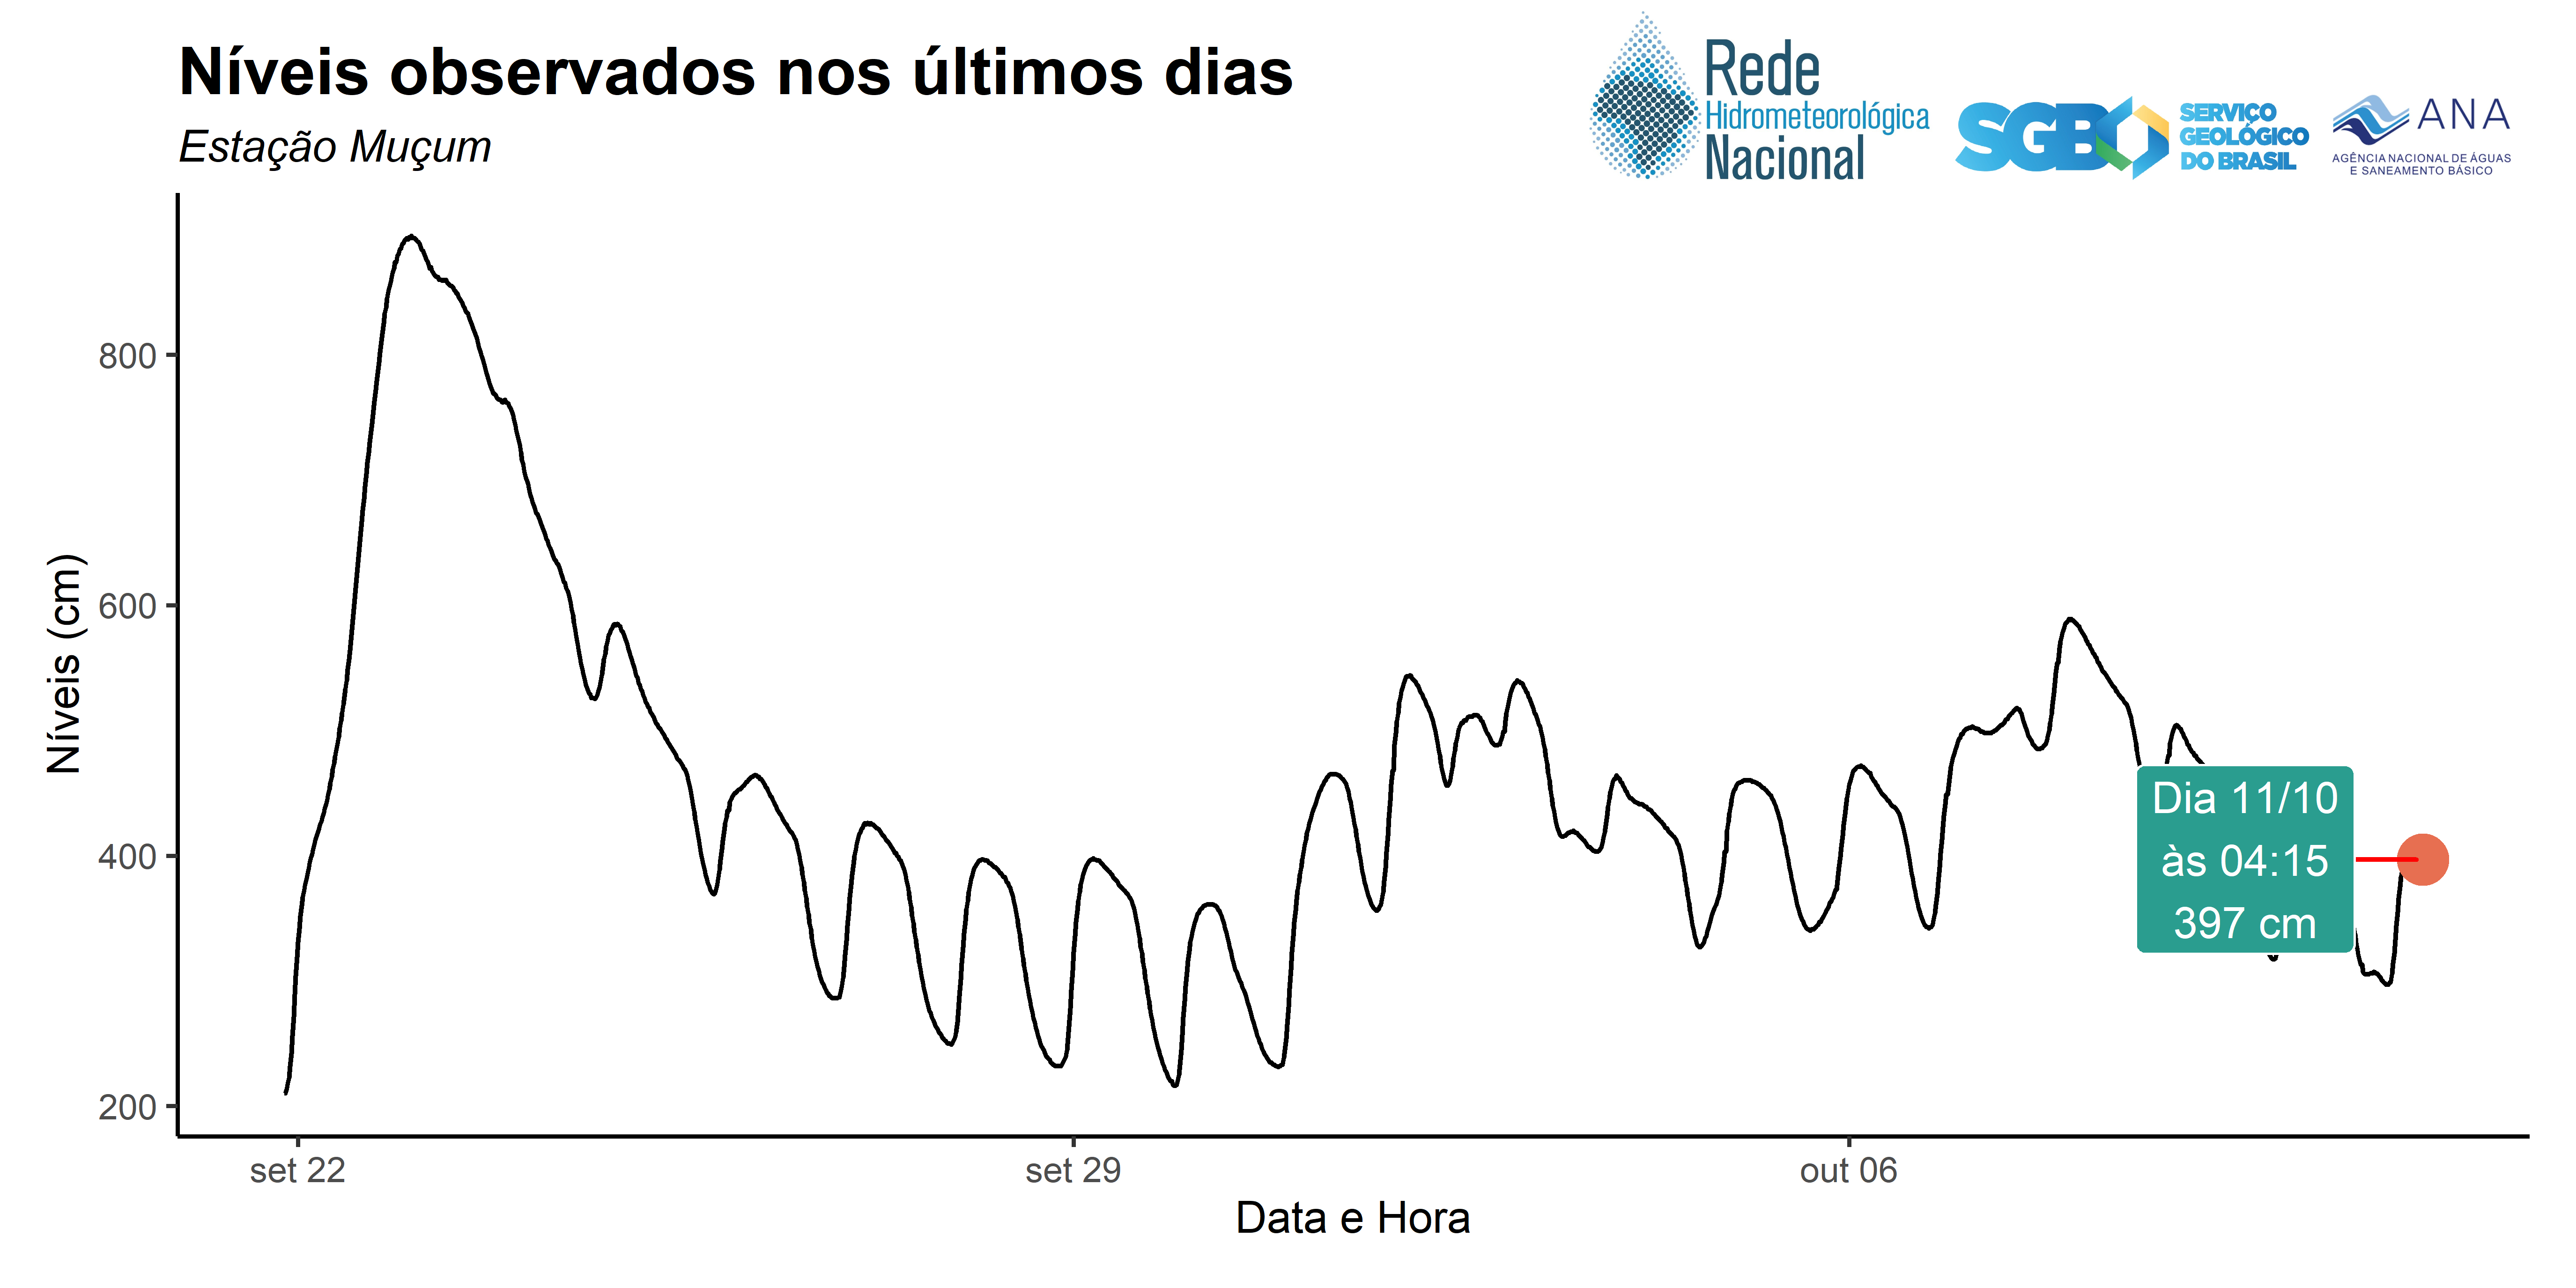 Níveis observados nos últimos dias
Estação Muçum
Rede
Hidrometeorológica
Nacional
SGB
SERVIÇO
GEOLÓGICO
DO BRASIL
ANA
AGÊNCIA NACIONAL DE ÁGUAS
E SANEAMENTO BÁSICO
Níveis (cm)
800
600
400
200
Dia 11/10
às 04:15
397 cm
set 22
set 29
out 06
Data e Hora